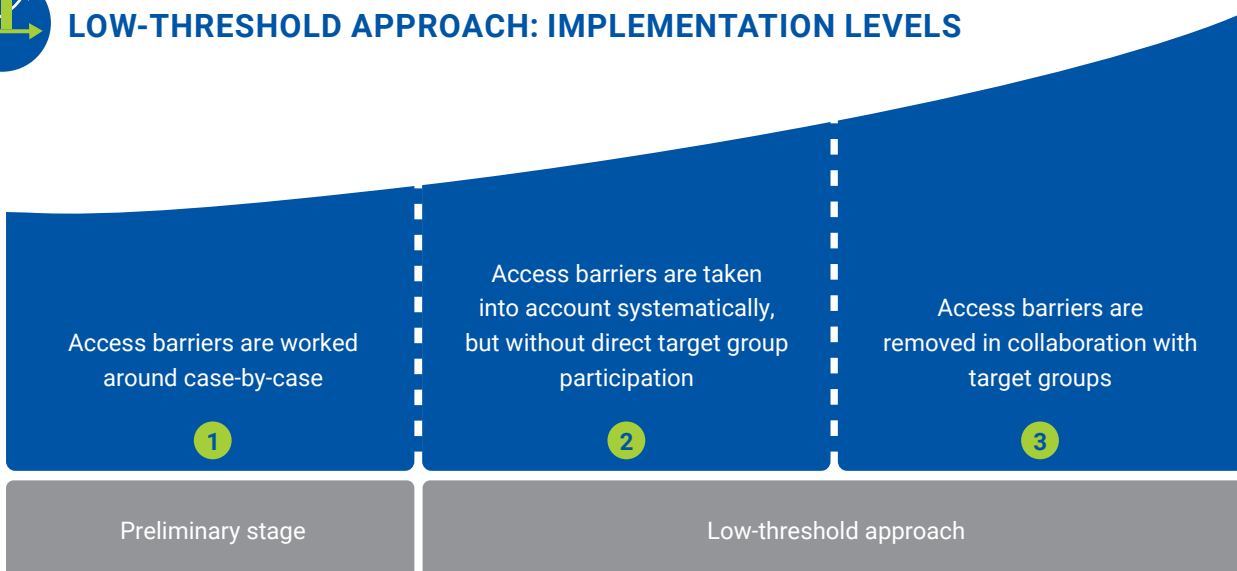 LOW-THRESHOLD APPROACH: IMPLEMENTATION LEVELS
Access barriers are worked
around case-by-case
1
Access barriers are taken
into account systematically,
but without direct target group
participation
2
Access barriers are
removed in collaboration with
target groups
3
Preliminary stage
Low-threshold approach